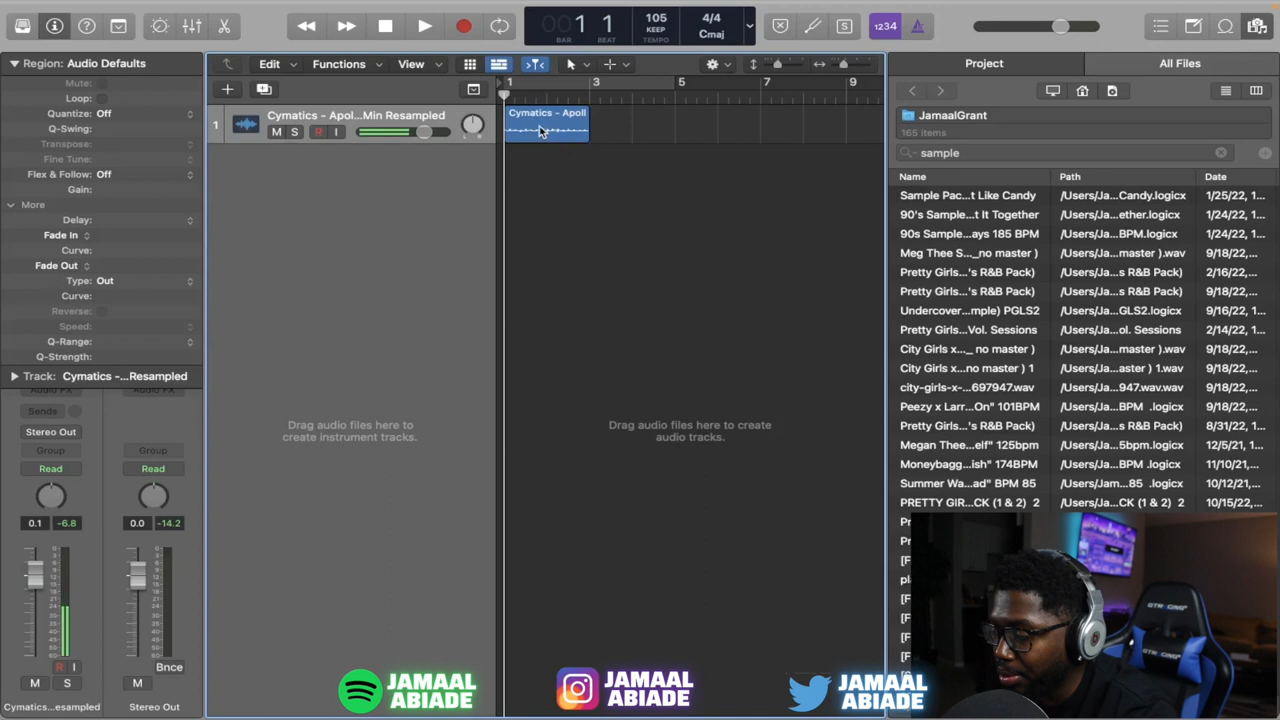 1 1
BAR BEAT
105
KEEP
TEMPO
4/4
Cmaj
1234
Region: Audio Defaults
Mute:
Loop:
Quantize: Off
Q-Swing:
Transpose:
Fine Tune:
Flex & Follow: Off
Gain:
More
Delay:
Fade In
Curve:
Fade Out
Type: Out
Curve:
Reverse:
Speed:
Q-Range:
Q-Strength:
Track: Cymatics -...Resampled
Audio FX
Audio FX
Sends
Stereo Out
Group
Group
Read
Read
0.1 -6.8
0.0 -14.2
R I
Bnce
M S
M
Cymatics...esampled
Stereo Out
Edit
Functions
View
1 3 5 7 9
1
Cymatics - Apol...Min Resampled
M S R I
Cymatics - Apoll
Drag audio files here to
create instrument tracks.
Drag audio files here to create
audio tracks.
Project
All Files
JamaalGrant
165 items
sample
Name Path Date
Sample Pac...t Like Candy /Users/Ja...Candy.logicx 1/25/22, 1...
90's Sample...t It Together /Users/Ja...ether.logicx 1/24/22, 1...
90s Sample...ays 185 BPM /Users/Ja...BPM.logicx 1/24/22, 1...
Meg Thee S..._no master ) /Users/Ja...master ).wav 9/18/22,...
Pretty Girls...'s R&B Pack) /Users/Ja...s R&B Pack) 2/16/22,...
Pretty Girls...'s R&B Pack) /Users/Ja...s R&B Pack) 9/18/22,...
Undercover...mple) PGLS2 /Users/Ja...GLS2.logicx 9/6/22,...
Pretty Girl...Vol. Sessions /Users/Ja...ol. Sessions 2/14/22,...
City Girls x..._ no master ) /Users/Ja...master ).wav 9/18/22,...
City Girls x...no master ) 1 /Users/Ja...aster ) 1.wav 9/18/22,...
city-girls-x-...697947.wav /Users/Ja...947.wav.wav 9/18/22,...
Peezy x Larr...On" 101BPM /Users/Ja...BPM .logicx 9/18/22,...
Pretty Girls...'s R&B Pack) /Users/Ja...s R&B Pack) 8/31/22,...
Megan Thee...elf" 125bpm /Users/Ja...5bpm.logicx 12/5/21, 1...
Moneybagg...ish" 174BPM /Users/Ja...BPM .logicx 11/10/21,...
Summer Wa...ad" BPM 85 /Users/Jam...85 .logicx 10/12/21,...
PRETTY GIR...CK (1 & 2) 2 /Users/Ja...CK (1 & 2) 2 10/15/22,...
GTRACING
GTRACING
JAMAAL
ABIADE
JAMAAL
ABIADE
JAMAAL
ABIADE